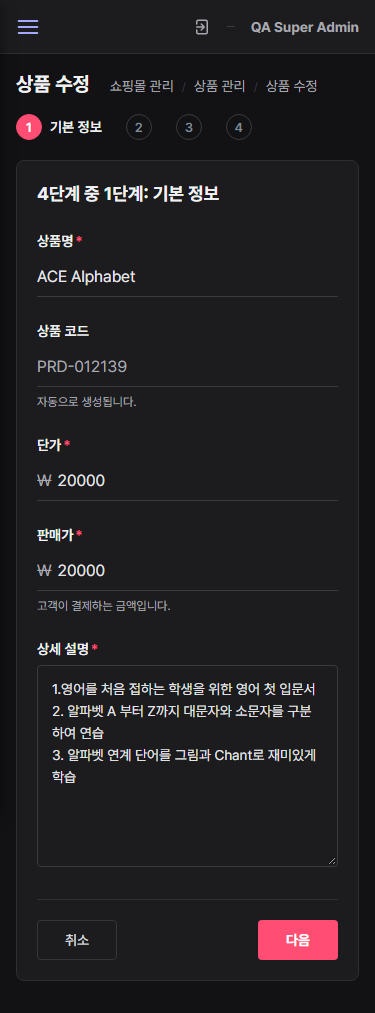 QA Super Admin
상품 수정
쇼핑몰 관리 / 상품 관리 / 상품 수정
1 기본 정보 2 3 4
4단계 중 1단계: 기본 정보
상품명 *
ACE Alphabet
상품 코드
PRD-012139
자동으로 생성됩니다.
단가 *
₩ 20000
판매가 *
₩ 20000
고객이 결제하는 금액입니다.
상세 설명 *
1.영어를 처음 접하는 학생을 위한 영어 첫 입문서
2. 알파벳 A 부터 Z까지 대문자와 소문자를 구분
하여 연습
3. 알파벳 연계 단어를 그림과 Chant로 재미있게
학습
취소 다음